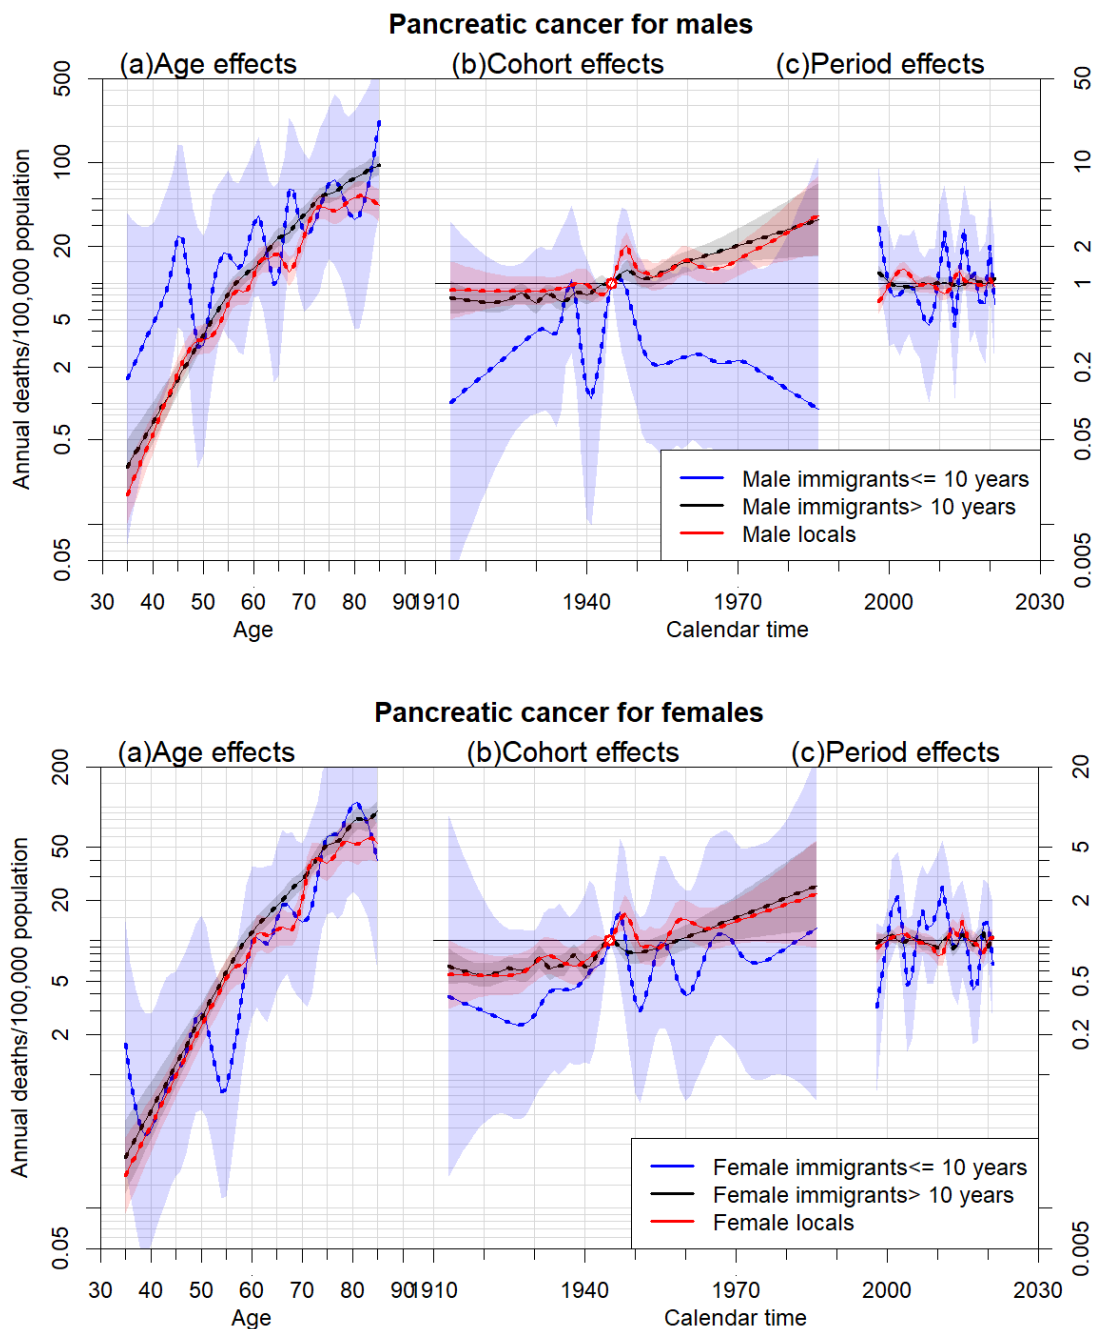 Pancreatic cancer for males
(a)Age effects (b)Cohort effects (c)Period effects
Annual deaths/100,000 population
500
100
20
5
2
0.5
0.05
50
10
2
1
0.2
0.05
0.005
Male immigrants<= 10 years
Male immigrants> 10 years
Male locals
30 40 50 60 70 80 90 1910 1940 1970 2000 2030
Age Calendar time
Pancreatic cancer for females
(a)Age effects (b)Cohort effects (c)Period effects
Annual deaths/100,000 population
200
50
20
5
2
0.05
20
5
2
1
0.5
0.2
0.005
Female immigrants<= 10 years
Female immigrants> 10 years
Female locals
30 40 50 60 70 80 90 1910 1940 1970 2000 2030
Age Calendar time